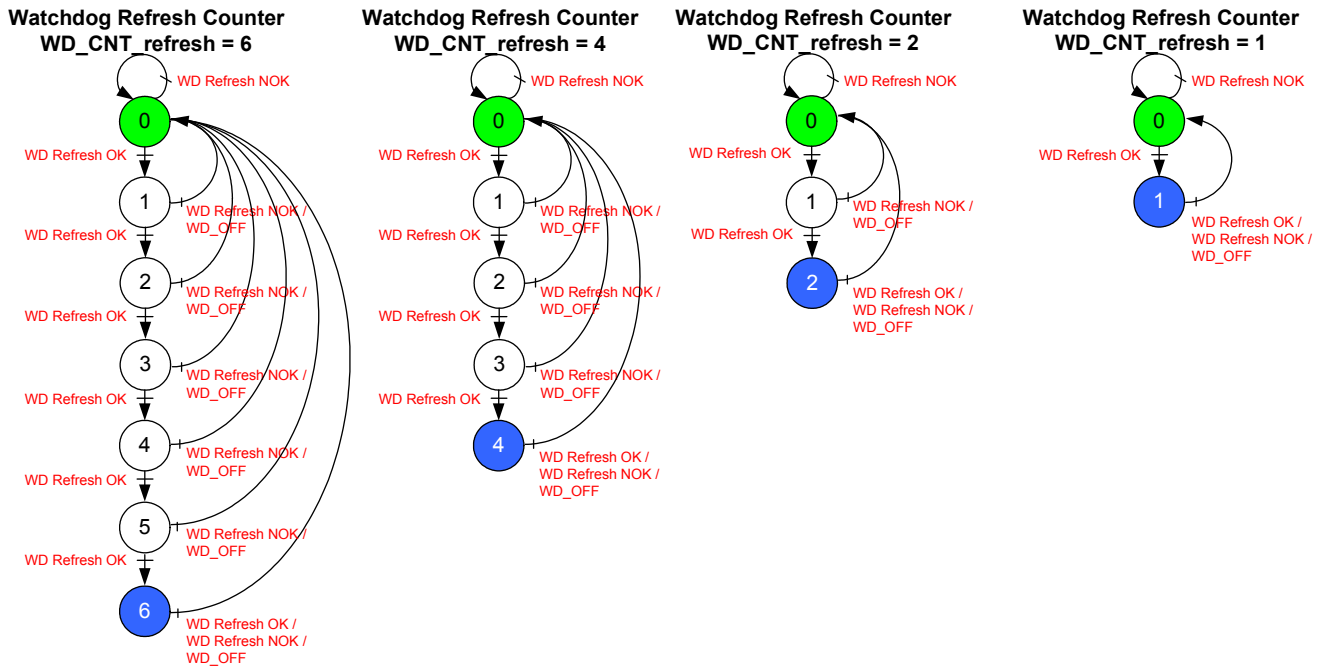 Watchdog Refresh Counter
WD_CNT_refresh = 6
WD Refresh NOK
0
WD Refresh OK
1
WD Refresh NOK /
WD_OFF
WD Refresh OK
2
WD Refresh NOK /
WD_OFF
WD Refresh OK
3
WD Refresh NOK /
WD_OFF
WD Refresh OK
4
WD Refresh NOK /
WD_OFF
WD Refresh OK
5
WD Refresh NOK /
WD_OFF
WD Refresh OK
6
WD Refresh OK /
WD Refresh NOK /
WD_OFF
Watchdog Refresh Counter
WD_CNT_refresh = 4
WD Refresh NOK
0
WD Refresh OK
1
WD Refresh NOK /
WD_OFF
WD Refresh OK
2
WD Refresh NOK /
WD_OFF
WD Refresh OK
3
WD Refresh NOK /
WD_OFF
WD Refresh OK
4
WD Refresh OK /
WD Refresh NOK /
WD_OFF
Watchdog Refresh Counter
WD_CNT_refresh = 2
WD Refresh NOK
0
WD Refresh OK
1
WD Refresh NOK /
WD_OFF
WD Refresh OK
2
WD Refresh OK /
WD Refresh NOK /
WD_OFF
Watchdog Refresh Counter
WD_CNT_refresh = 1
WD Refresh NOK
0
WD Refresh OK
1
WD Refresh OK /
WD Refresh NOK /
WD_OFF